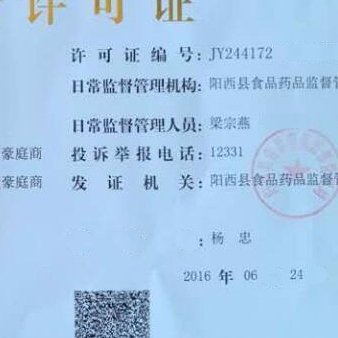 许可证
许可证编号: JY244172
日常监督管理机构: 阳西县食品药品监督管
日常监督管理人员: 梁宗燕
豪庭商 投诉举报电话: 12331
豪庭商 发证机关: 阳西县食品药品监督管
: 杨忠
2016 年 06 24